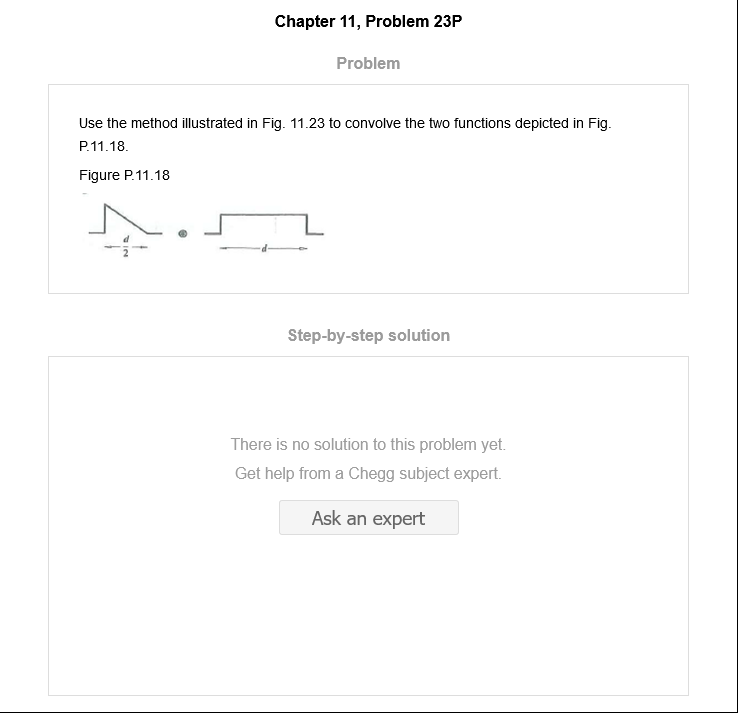 Chapter 11, Problem 23P
Problem
Use the method illustrated in Fig. 11.23 to convolve the two functions depicted in Fig.
P.11.18.
Figure P.11.18
d
2
d
Step-by-step solution
There is no solution to this problem yet.
Get help from a Chegg subject expert.
Ask an expert